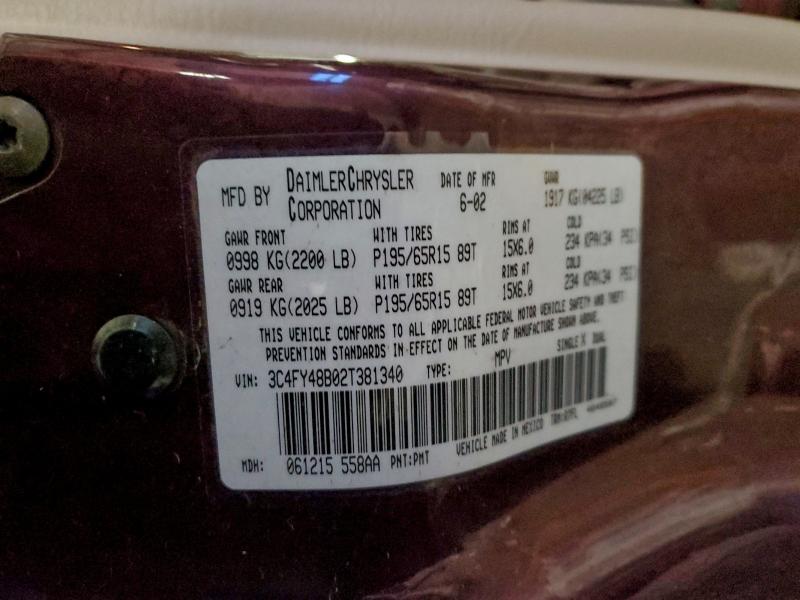 MFD BY DAIMLERCHRYSLER CORPORATION DATE OF MFR 6-02 GAWR 1917 KG(04225 LB)
GAWR FRONT WITH TIRES RIMS AT COLD
0998 KG(2200 LB) P195/65R15 89T 15X6.0 234 KPA(34 PSI)
GAWR REAR WITH TIRES RIMS AT COLD
0919 KG(2025 LB) P195/65R15 89T 15X6.0 234 KPA(34 PSI)
THIS VEHICLE CONFORMS TO ALL APPLICABLE FEDERAL MOTOR VEHICLE SAFETY AND THEFT
PREVENTION STANDARDS IN EFFECT ON THE DATE OF MANUFACTURE SHOWN ABOVE.
VIN: 3C4FY48B02T381340 TYPE: MPV SINGLE X DUAL
MDH: 061215 558AA PNT:PMT VEHICLE MADE IN MEXICO